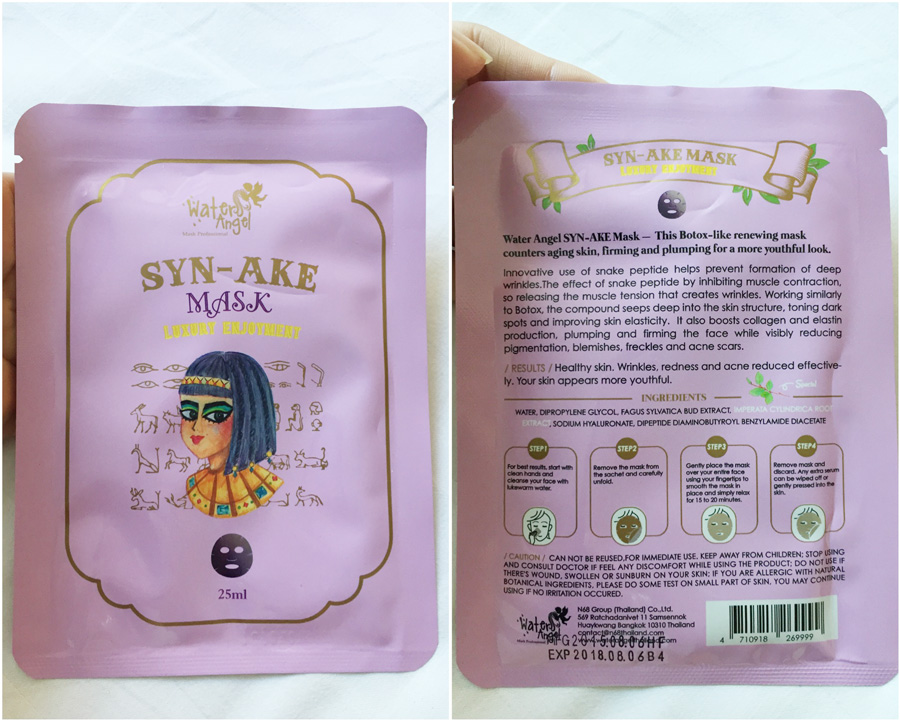 Waters Angel
Mask Professional
SYN-AKE
MASK
LUXURY ENJOYMENT
25ml
SYN-AKE MASK
LUXURY ENJOYMENT
Water Angel SYN-AKE Mask — This Botox-like renewing mask
counters aging skin, firming and plumping for a more youthful look.
Innovative use of snake peptide helps prevent formation of deep
wrinkles.The effect of snake peptide by inhibiting muscle contraction,
so releasing the muscle tension that creates wrinkles. Working similarly
to Botox, the compound seeps deep into the skin structure, toning dark
spots and improving skin elasticity. It also boosts collagen and elastin
production, plumping and firming the face while visibly reducing
pigmentation, blemishes, freckles and acne scars.
/ RESULTS / Healthy skin. Wrinkles, redness and acne reduced effective-
ly. Your skin appears more youthful.
INGREDIENTS
WATER, DIPROPYLENE GLYCOL, FAGUS SYLVATICA BUD EXTRACT, IMPERATA CYLINDRICA ROOT
EXTRACT, SODIUM HYALURONATE, DIPEPTIDE DIAMINOBUTYROYL BENZYLAMIDE DIACETATE
STEP1
For best results, start with
clean hands and
cleanse your face with
lukewarm water.
STEP2
Remove the mask from
the sachet and carefully
unfold.
STEP3
Gently place the mask
over your entire face
using your fingertips to
smooth the mask in
place and simply relax
for 15 to 20 minutes.
STEP4
Remove mask and
discard. Any extra serum
can be wiped off or
gently pressed into the
skin.
/ CAUTION / CAN NOT BE REUSED,FOR IMMEDIATE USE. KEEP AWAY FROM CHILDREN; STOP USING
AND CONSULT DOCTOR IF FEEL ANY DISCOMFORT WHILE USING THE PRODUCT; DO NOT USE IF
THERE'S WOUND, SWOLLEN OR SUNBURN ON YOUR SKIN; IF YOU ARE ALLERGIC WITH NATURAL
BOTANICAL INGREDIENTS, PLEASE DO SOME TEST ON SMALL PART OF SKIN. YOU MAY CONTINUE
USING IF NO IRRITATION OCCURED.
Waters Angel
N68 Group (Thailand) Co.,Ltd.
569 Ratchadanivet 11 Samsennok
Huaykwang Bangkok 10310 Thailand
contact@n68thailand.com
EXP 2018.08.06B4
4 710918 269999